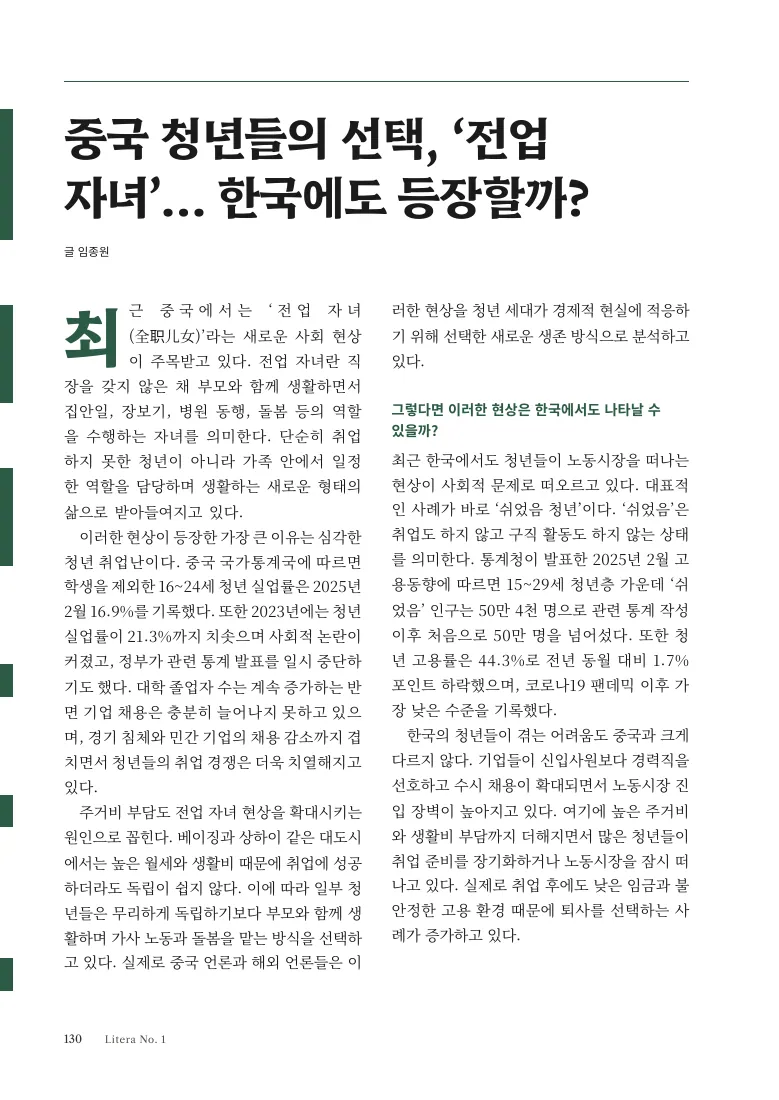 중국 청년들의 선택, ‘전업
자녀’... 한국에도 등장할까?
글 임종원
최근 중국에서는 ‘전업 자녀
(全职儿女)’라는 새로운 사회 현상
이 주목받고 있다. 전업 자녀란 직
장을 갖지 않은 채 부모와 함께 생활하면서
집안일, 장보기, 병원 동행, 돌봄 등의 역할
을 수행하는 자녀를 의미한다. 단순히 취업
하지 못한 청년이 아니라 가족 안에서 일정
한 역할을 담당하며 생활하는 새로운 형태의
삶으로 받아들여지고 있다.
이러한 현상이 등장한 가장 큰 이유는 심각한
청년 취업난이다. 중국 국가통계국에 따르면
학생을 제외한 16~24세 청년 실업률은 2025년
2월 16.9%를 기록했다. 또한 2023년에는 청년
실업률이 21.3%까지 치솟으며 사회적 논란이
커졌고, 정부가 관련 통계 발표를 일시 중단하
기도 했다. 대학 졸업자 수는 계속 증가하는 반
면 기업 채용은 충분히 늘어나지 못하고 있으
며, 경기 침체와 민간 기업의 채용 감소까지 겹
치면서 청년들의 취업 경쟁은 더욱 치열해지고
있다.
주거비 부담도 전업 자녀 현상을 확대시키는
원인으로 꼽힌다. 베이징과 상하이 같은 대도시
에서는 높은 월세와 생활비 때문에 취업에 성공
하더라도 독립이 쉽지 않다. 이에 따라 일부 청
년들은 무리하게 독립하기보다 부모와 함께 생
활하며 가사 노동과 돌봄을 맡는 방식을 선택하
고 있다. 실제로 중국 언론과 해외 언론들은 이
러한 현상을 청년 세대가 경제적 현실에 적응하
기 위해 선택한 새로운 생존 방식으로 분석하고
있다.
그렇다면 이러한 현상은 한국에서도 나타날 수
있을까?
최근 한국에서도 청년들이 노동시장을 떠나는
현상이 사회적 문제로 떠오르고 있다. 대표적
인 사례가 바로 ‘쉬었음 청년’이다. ‘쉬었음’은
취업도 하지 않고 구직 활동도 하지 않는 상태
를 의미한다. 통계청이 발표한 2025년 2월 고
용동향에 따르면 15~29세 청년층 가운데 ‘쉬
었음’ 인구는 50만 4천 명으로 관련 통계 작성
이후 처음으로 50만 명을 넘어섰다. 또한 청
년 고용률은 44.3%로 전년 동월 대비 1.7%
포인트 하락했으며, 코로나19 팬데믹 이후 가
장 낮은 수준을 기록했다.
한국의 청년들이 겪는 어려움도 중국과 크게
다르지 않다. 기업들이 신입사원보다 경력직을
선호하고 수시 채용이 확대되면서 노동시장 진
입 장벽이 높아지고 있다. 여기에 높은 주거비
와 생활비 부담까지 더해지면서 많은 청년들이
취업 준비를 장기화하거나 노동시장을 잠시 떠
나고 있다. 실제로 취업 후에도 낮은 임금과 불
안정한 고용 환경 때문에 퇴사를 선택하는 사
례가 증가하고 있다.
130 Litera No. 1